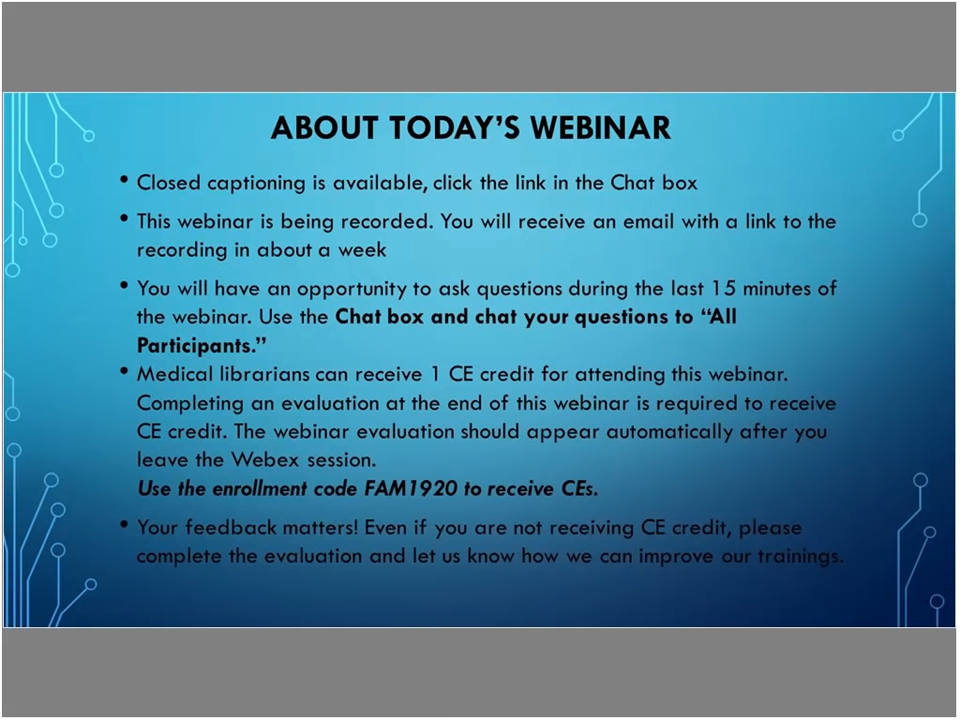 ABOUT TODAY'S WEBINAR
• Closed captioning is available, click the link in the Chat box
• This webinar is being recorded. You will receive an email with a link to the
recording in about a week
• You will have an opportunity to ask questions during the last 15 minutes of
the webinar. Use the Chat box and chat your questions to “All
Participants.”
• Medical librarians can receive 1 CE credit for attending this webinar.
Completing an evaluation at the end of this webinar is required to receive
CE credit. The webinar evaluation should appear automatically after you
leave the Webex session.
Use the enrollment code FAM1920 to receive CEs.
• Your feedback matters! Even if you are not receiving CE credit, please
complete the evaluation and let us know how we can improve our trainings.